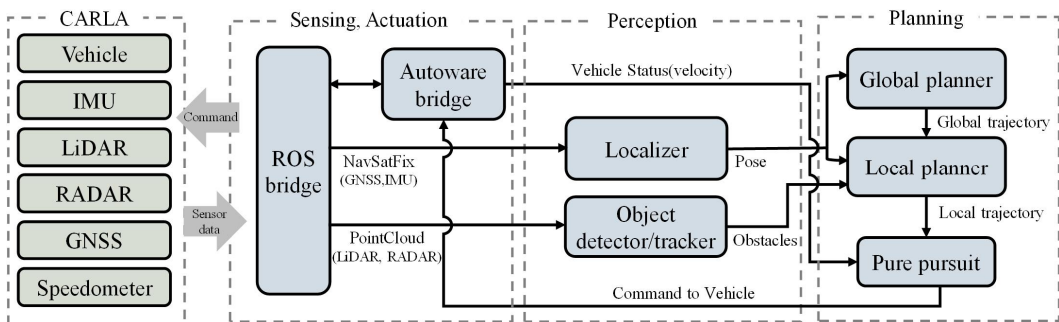 CARLA
Vehicle
IMU
LiDAR
RADAR
GNSS
Speedometer
Command
Sensor
data
Sensing, Actuation
ROS
bridge
Autoware
bridge
NavSatFix
(GNSS,IMU)
PointCloud
(LiDAR, RADAR)
Perception
Vehicle Status(velocity)
Localizer
Pose
Object
detector/tracker
Obstacles
Command to Vehicle
Planning
Global planner
Global trajectory
Local planner
Local trajectory
Pure pursuit